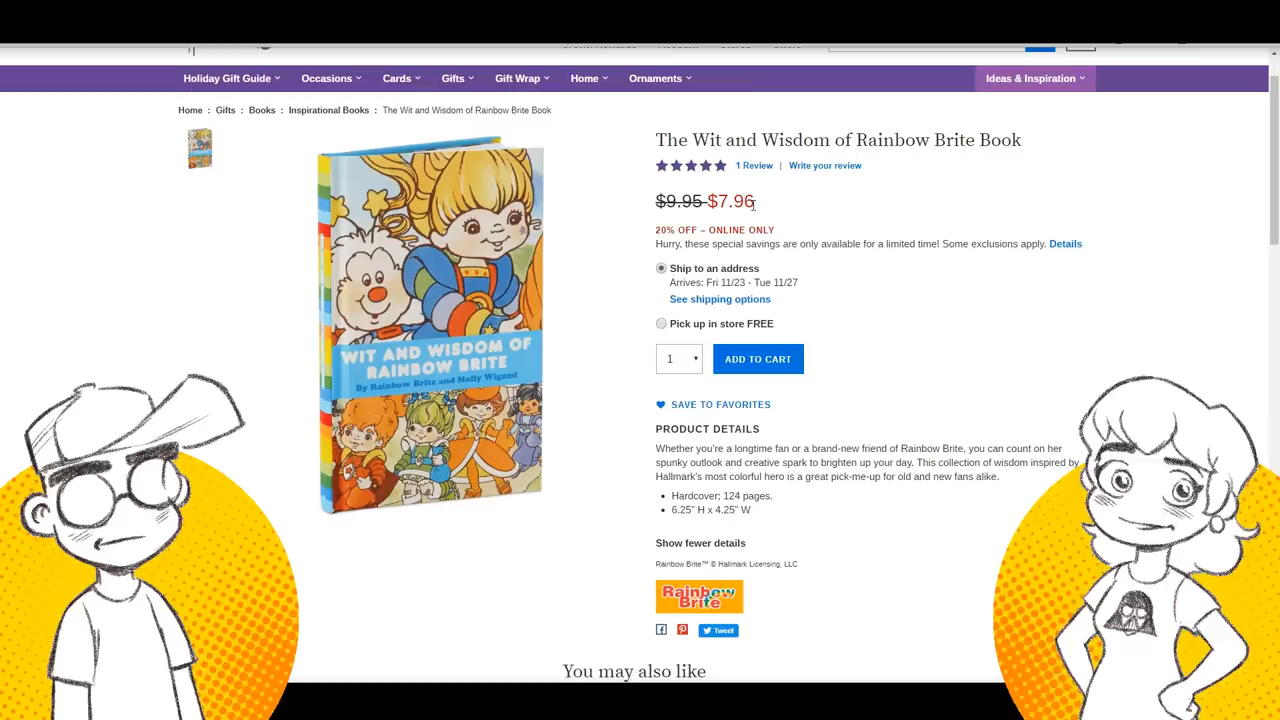 Holiday Gift Guide Occasions Cards Gifts Gift Wrap Home Ornaments Ideas & Inspiration
Home : Gifts : Books : Inspirational Books : The Wit and Wisdom of Rainbow Brite Book
The Wit and Wisdom of Rainbow Brite Book
1 Review | Write your review
$9.95 $7.96
20% OFF – ONLINE ONLY
Hurry, these special savings are only available for a limited time! Some exclusions apply. Details
Ship to an address
Arrives: Fri 11/23 - Tue 11/27
See shipping options
Pick up in store FREE
1 ADD TO CART
SAVE TO FAVORITES
PRODUCT DETAILS
Whether you're a longtime fan or a brand-new friend of Rainbow Brite, you can count on her
spunky outlook and creative spark to brighten up your day. This collection of wisdom inspired by
Hallmark's most colorful hero is a great pick-me-up for old and new fans alike.
• Hardcover; 124 pages.
• 6.25" H x 4.25" W
Show fewer details
Rainbow Brite™ © Hallmark Licensing, LLC
Rainbow
Brite
Tweet
You may also like
WIT AND WISDOM OF
RAINBOW BRITE
By Rainbow Brite and Molly Wigand